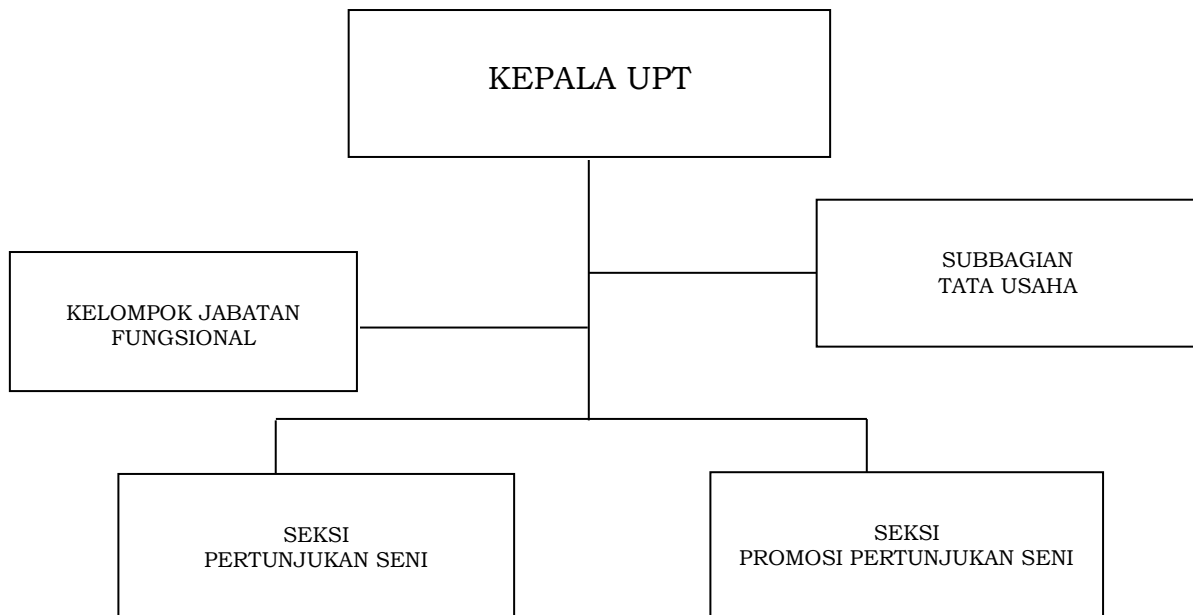 KEPALA UPT
SUBBAGIAN
TATA USAHA
KELOMPOK JABATAN
FUNGSIONAL
SEKSI
PERTUNJUKAN SENI
SEKSI
PROMOSI PERTUNJUKAN SENI